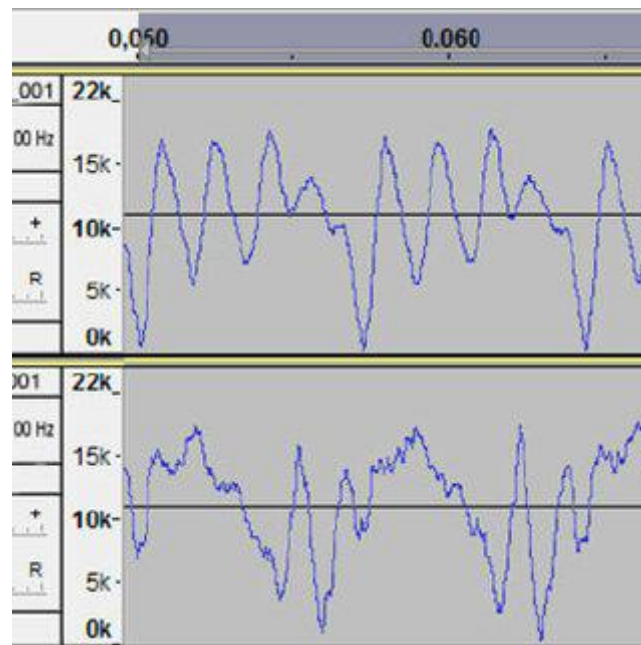 0,050 0.060
_001 22k_
00 Hz 15k -
+ 10k-
R 5k -
0k
001 22k_
00 Hz 15k -
+ 10k-
R 5k -
0k